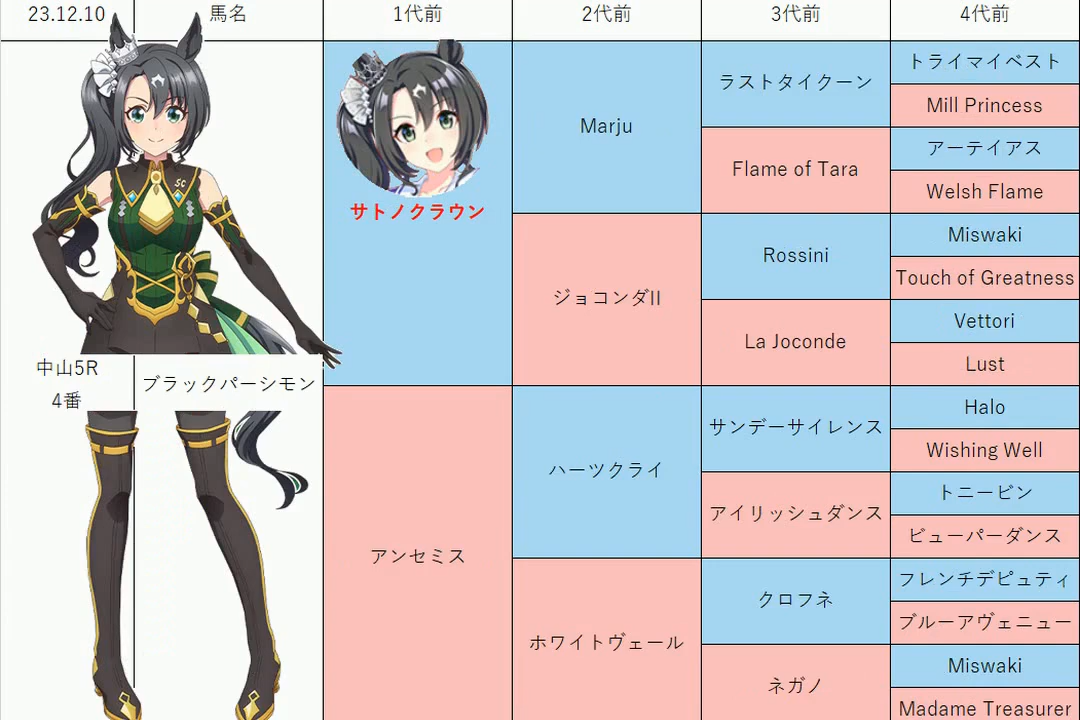 23.12.10
馬名
1代前
2代前
3代前
4代前
中山5R
4番
ブラックパーシモン
SC
サトノクラウン
アンセミス
Marju
ジョコンダII
ハーツクライ
ホワイトヴェール
ラストタイクーン
Flame of Tara
Rossini
La Joconde
サンデーサイレンス
アイリッシュダンス
クロフネ
ネガノ
トライマイベスト
Mill Princess
アーテイアス
Welsh Flame
Miswaki
Touch of Greatness
Vettori
Lust
Halo
Wishing Well
トニービン
ビューパーダンス
フレンチデピュティ
ブルーアヴェニュー
Miswaki
Madame Treasurer